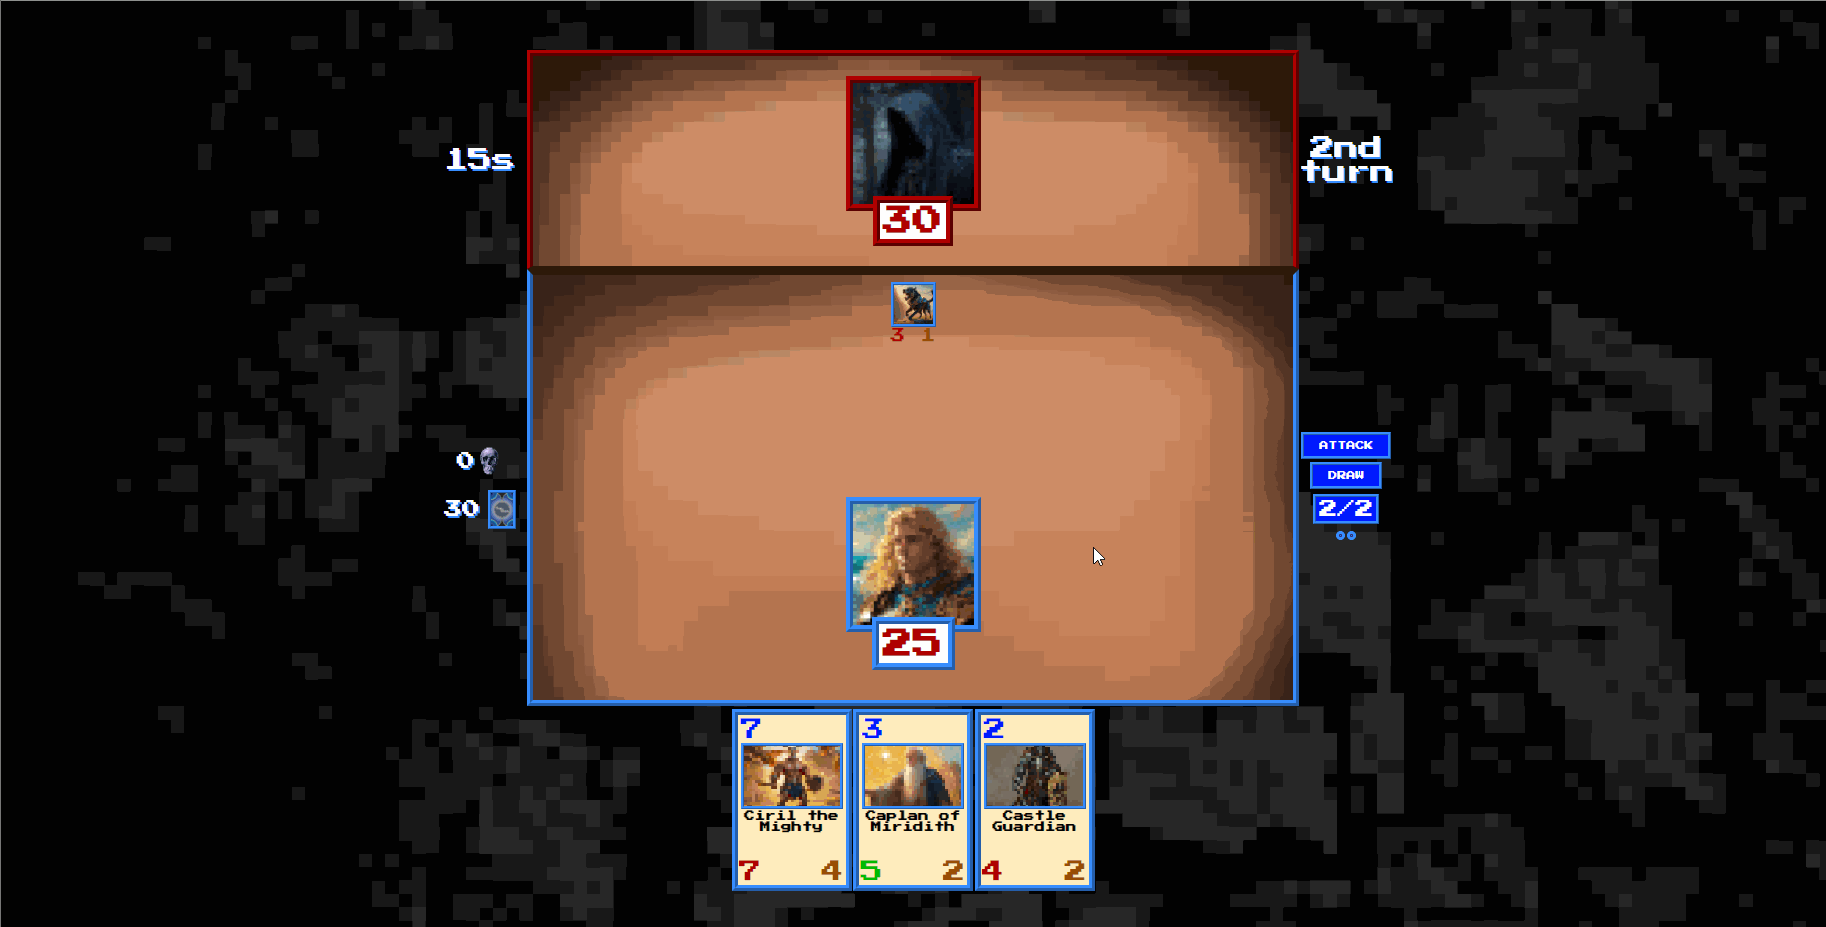 15s
2nd
turn
30
3 1
0
30
ATTACK
DRAW
2/2
25
7
Ciril the
Mighty
7 4
3
Caplan of
Miridith
5 2
2
Castle
Guardian
4 2